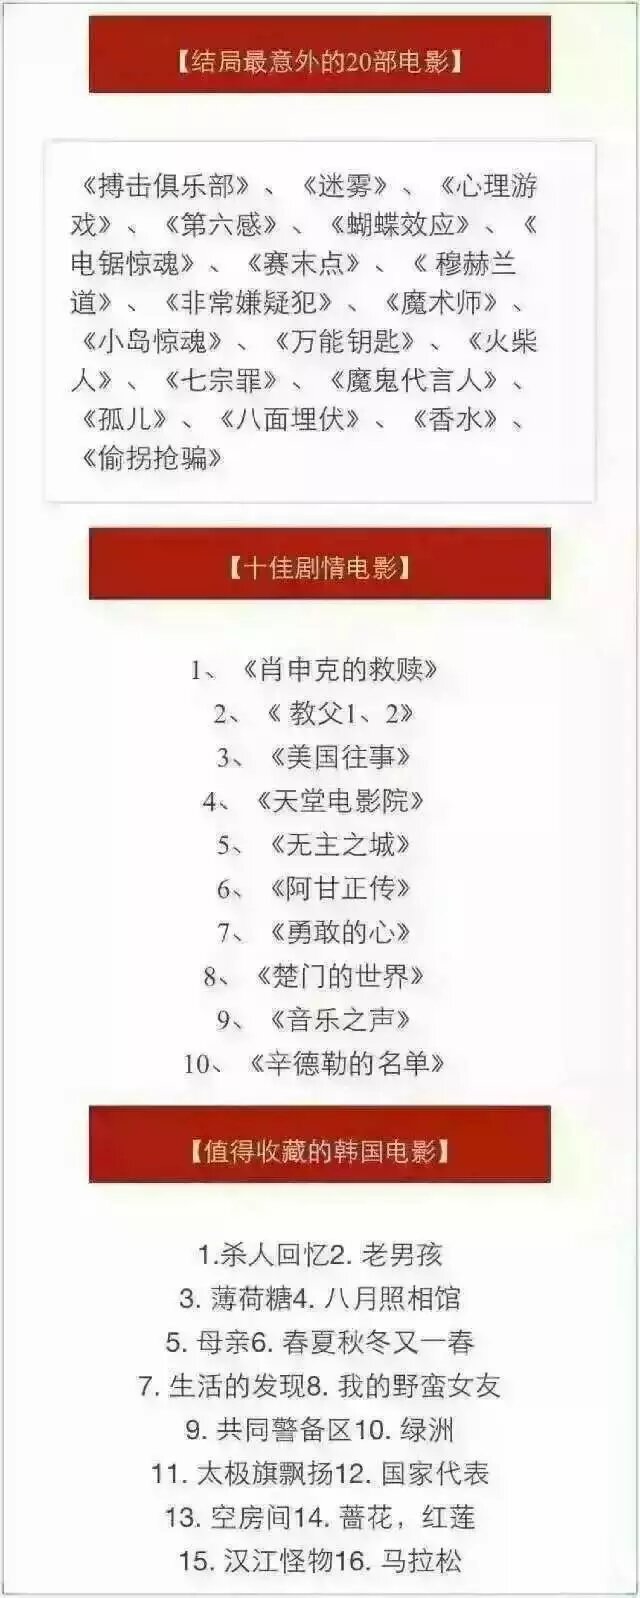 【结局最意外的20部电影】
《搏击俱乐部》、《迷雾》、《心理游
戏》、《第六感》、《蝴蝶效应》、《
电锯惊魂》、《赛末点》、《 穆赫兰
道》、《非常嫌疑犯》、《魔术师》、
《小岛惊魂》、《万能钥匙》、《火柴
人》、《七宗罪》、《魔鬼代言人》、
《孤儿》、《八面埋伏》、《香水》、
《偷拐抢骗》
【十佳剧情电影】
1、《肖申克的救赎》
2、《 教父1、2》
3、《美国往事》
4、《天堂电影院》
5、《无主之城》
6、《阿甘正传》
7、《勇敢的心》
8、《楚门的世界》
9、《音乐之声》
10、《辛德勒的名单》
【值得收藏的韩国电影】
1.杀人回忆2. 老男孩
3. 薄荷糖4. 八月照相馆
5. 母亲6. 春夏秋冬又一春
7. 生活的发现8. 我的野蛮女友
9. 共同警备区10. 绿洲
11. 太极旗飘扬12. 国家代表
13. 空房间14. 蔷花，红莲
15. 汉江怪物16. 马拉松